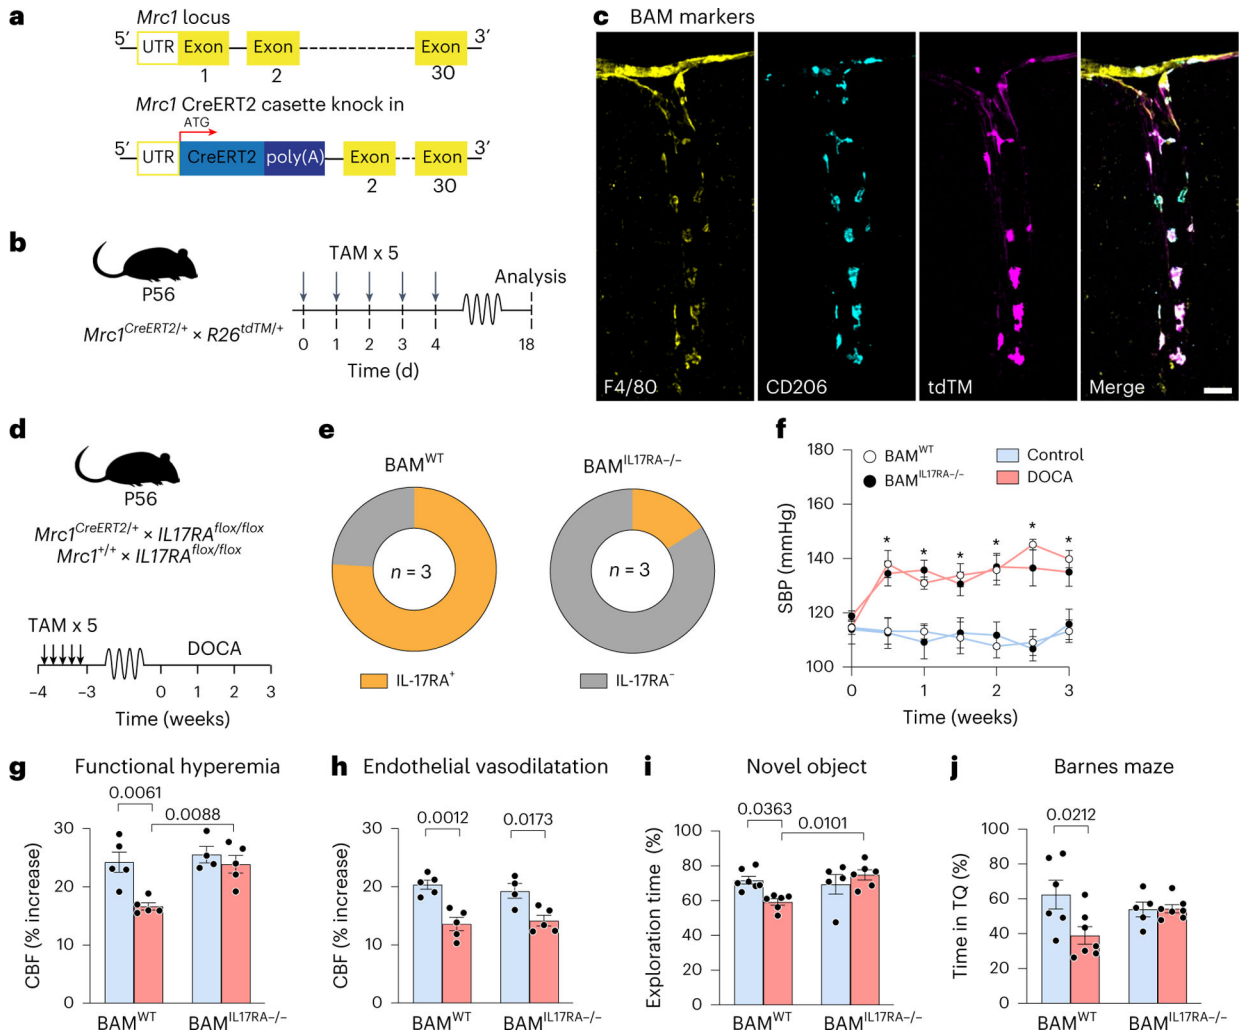 a
Mrc1 locus
5′ UTR Exon Exon Exon 3′
1 2 30
Mrc1 CreERT2 casette knock in
ATG
5′ UTR CreERT2 poly(A) Exon Exon 3′
2 30
b
P56
Mrc1CreERT2/+ × R26tdTM/+
TAM x 5
Analysis
0 1 2 3 4 18
Time (d)
c BAM markers
F4/80 CD206 tdTM Merge
d
P56
Mrc1CreERT2/+ × IL17RAflox/flox
Mrc1+/+ × IL17RAflox/flox
TAM x 5
DOCA
−4 −3 0 1 2 3
Time (weeks)
e
BAMWT BAMIL17RA−/−
n = 3 n = 3
IL-17RA+ IL-17RA−
f
BAMWT Control
BAMIL17RA−/− DOCA
SBP (mmHg)
180
160
140
120
100
* * * * * *
0 1 2 3
Time (weeks)
g Functional hyperemia
0.0061
0.0088
CBF (% increase)
30
20
10
0
BAMWT BAMIL17RA−/−
h Endothelial vasodilatation
0.0012 0.0173
CBF (% increase)
30
20
10
0
BAMWT BAMIL17RA−/−
i Novel object
0.0363
0.0101
Exploration time (%)
100
80
60
40
20
0
BAMWT BAMIL17RA−/−
j Barnes maze
0.0212
Time in TQ (%)
80
60
40
20
0
BAMWT BAMIL17RA−/−